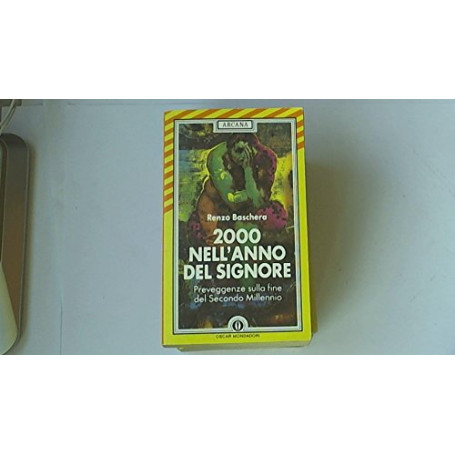 ARCANA
Renzo Baschera
2000
NELL'ANNO
DEL SIGNORE
Preveggenze sulla fine
del Secondo Millennio
OSCAR MONDADORI